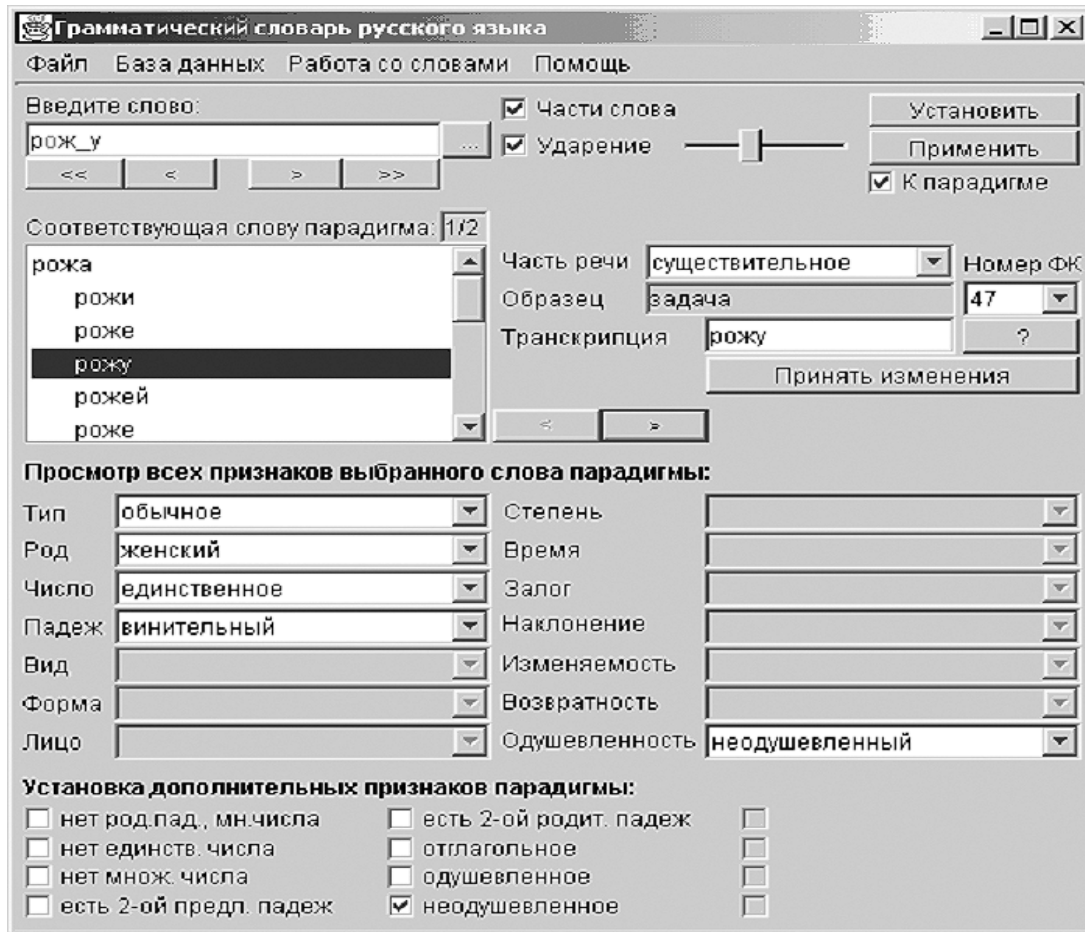 Грамматический словарь русского языка
Файл База данных Работа со словами Помощь
Введите слово:
рож_у ...
<< < > >>
Части слова
Ударение
Установить
Применить
К парадигме
Соответствующая слову парадигма: 1/2
рожа
рожи
роже
рожу
рожей
роже
Часть речи существительное Номер ФК
Образец задача 47
Транскрипция рожу ?
Принять изменения
< >
Просмотр всех признаков выбранного слова парадигмы:
Тип обычное Степень
Род женский Время
Число единственное Залог
Падеж винительный Наклонение
Вид Изменяемость
Форма Возвратность
Лицо Одушевленность неодушевленный
Установка дополнительных признаков парадигмы:
нет род.пад., мн.числа есть 2-ой родит. падеж
нет единств. числа отглагольное
нет множ. числа одушевленное
есть 2-ой предл. падеж неодушевленное